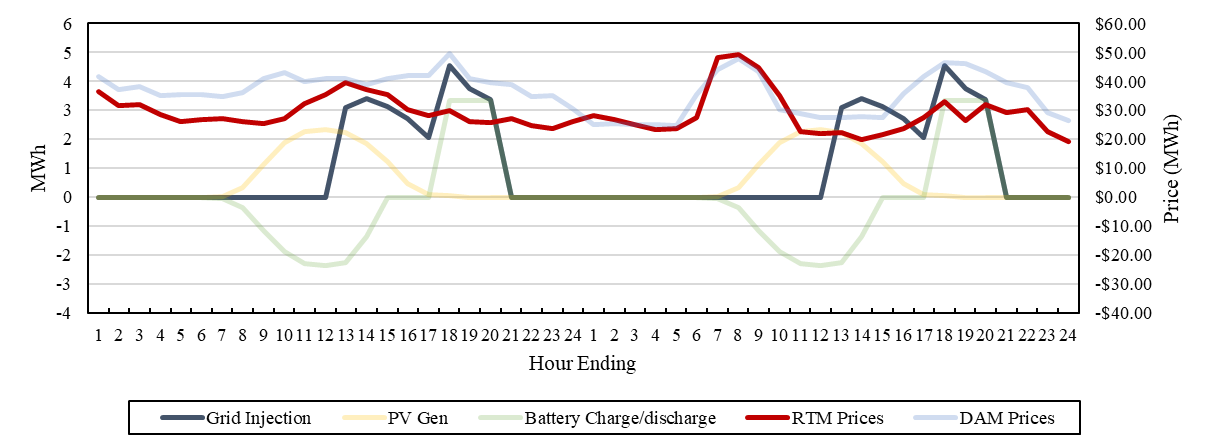 6 $60.00
5 $50.00
4 $40.00
3 $30.00
2 $20.00
1 $10.00
0 $0.00
-1 -$10.00
-2 -$20.00
-3 -$30.00
-4 -$40.00
MWh
Price (MWh)
1 2 3 4 5 6 7 8 9 10 11 12 13 14 15 16 17 18 19 20 21 22 23 24 1 2 3 4 5 6 7 8 9 10 11 12 13 14 15 16 17 18 19 20 21 22 23 24
Hour Ending
Grid Injection PV Gen Battery Charge/discharge RTM Prices DAM Prices